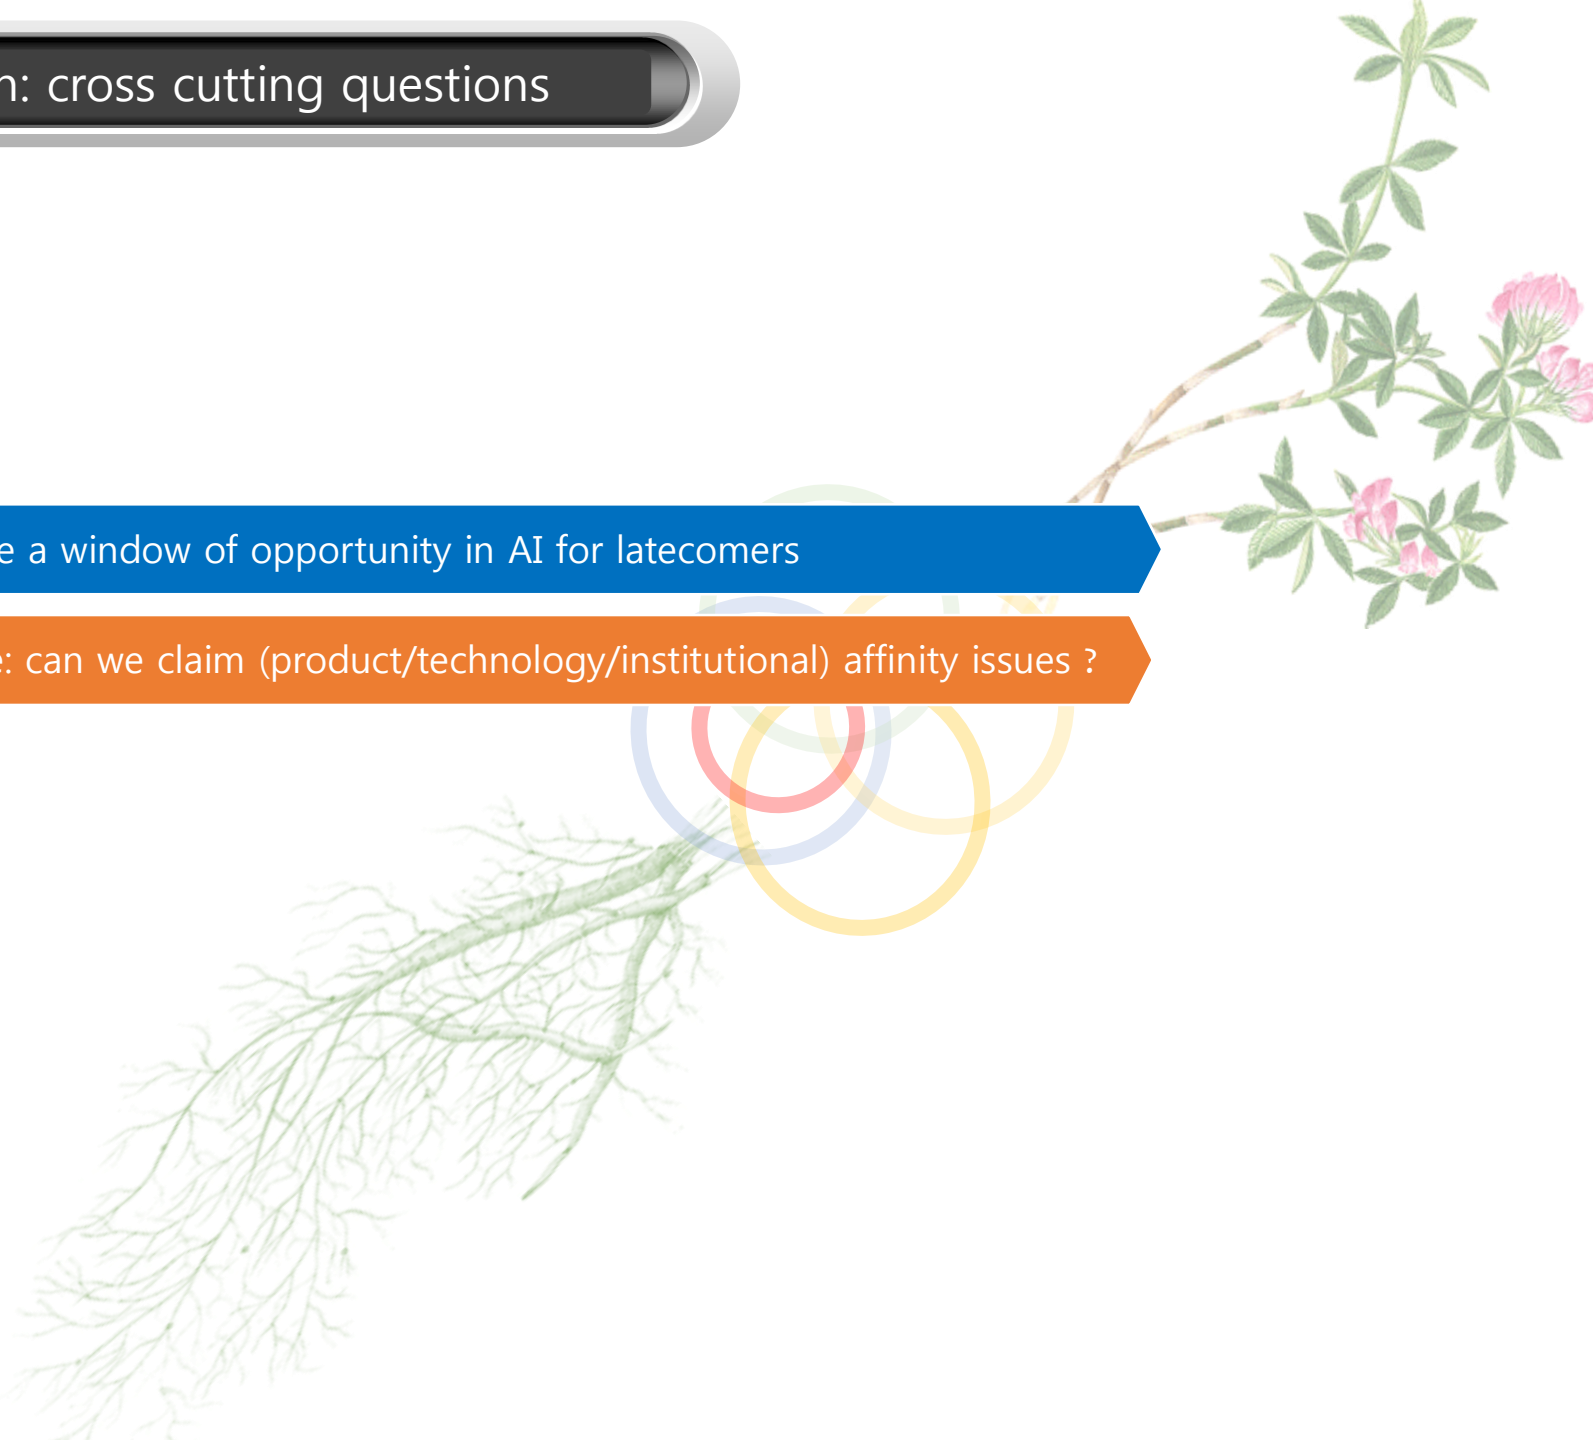 : cross cutting questions
a window of opportunity in AI for latecomers
: can we claim (product/technology/institutional) affinity issues ?